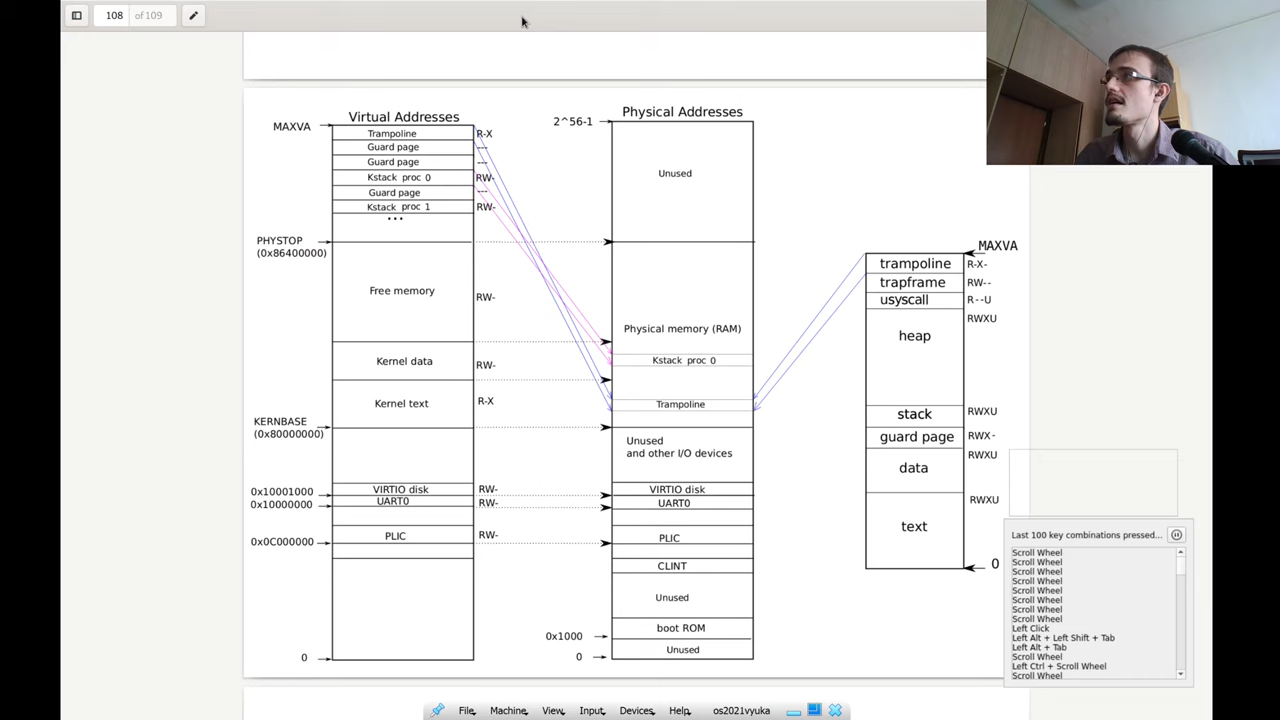 108 of 109
Virtual Addresses
MAXVA
Trampoline R-X
Guard page ---
Guard page ---
Kstack proc 0 RW-
Guard page ---
Kstack proc 1 RW-
...
PHYSTOP
(0x86400000)
Free memory RW-
Kernel data RW-
Kernel text R-X
KERNBASE
(0x80000000)
0x10001000 VIRTIO disk RW-
0x10000000 UART0 RW-
0x0C000000 PLIC RW-
0
Physical Addresses
2^56-1
Unused
Physical memory (RAM)
Kstack proc 0
Trampoline
Unused
and other I/O devices
VIRTIO disk
UART0
PLIC
CLINT
Unused
boot ROM
0x1000
Unused
0
MAXVA
trampoline R-X-
trapframe RW--
usyscall R--U
heap RWXU
stack RWXU
guard page RWX-
data RWXU
text RWXU
0
Last 100 key combinations pressed...
Scroll Wheel
Scroll Wheel
Scroll Wheel
Scroll Wheel
Scroll Wheel
Scroll Wheel
Scroll Wheel
Scroll Wheel
Left Click
Left Alt + Left Shift + Tab
Left Alt + Tab
Scroll Wheel
Left Ctrl + Scroll Wheel
Scroll Wheel
File Machine View Input Devices Help os2021vyuka